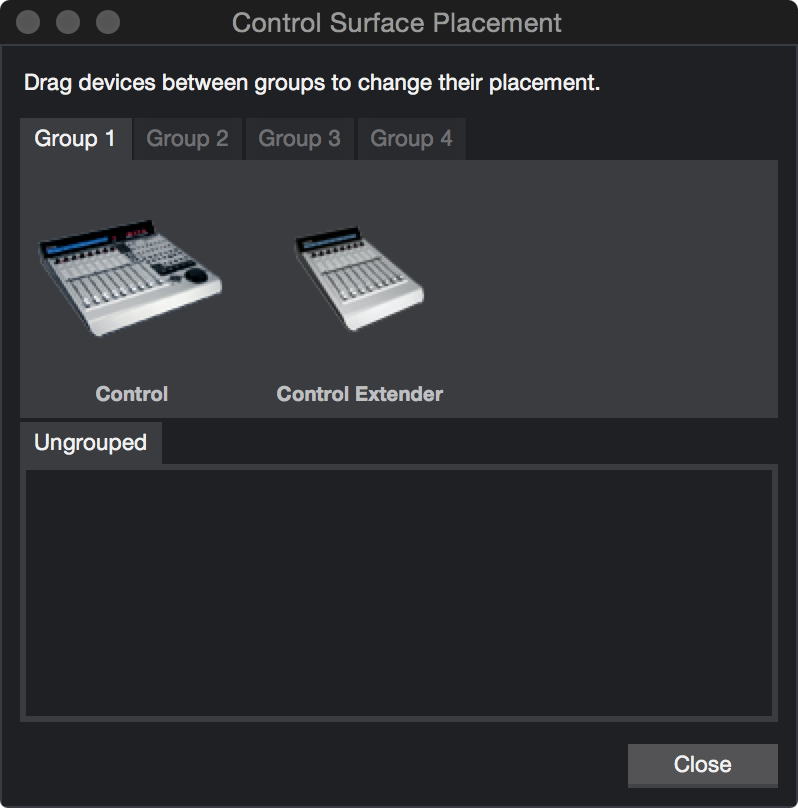 Control Surface Placement
Drag devices between groups to change their placement.
Group 1 Group 2 Group 3 Group 4
Control Control Extender
Ungrouped
Close